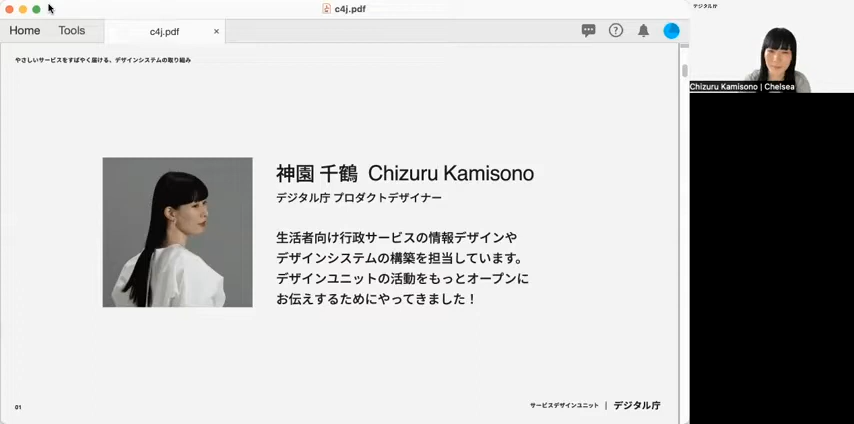 c4j.pdf
Home
Tools
c4j.pdf ×
デジタル庁
Chizuru Kamisono | Chelsea
やさしいサービスをすばやく届ける、デザインシステムの取り組み
神園 千鶴 Chizuru Kamisono
デジタル庁 プロダクトデザイナー
生活者向け行政サービスの情報デザインや
デザインシステムの構築を担当しています。
デザインユニットの活動をもっとオープンに
お伝えするためにやってきました！
01
サービスデザインユニット | デジタル庁